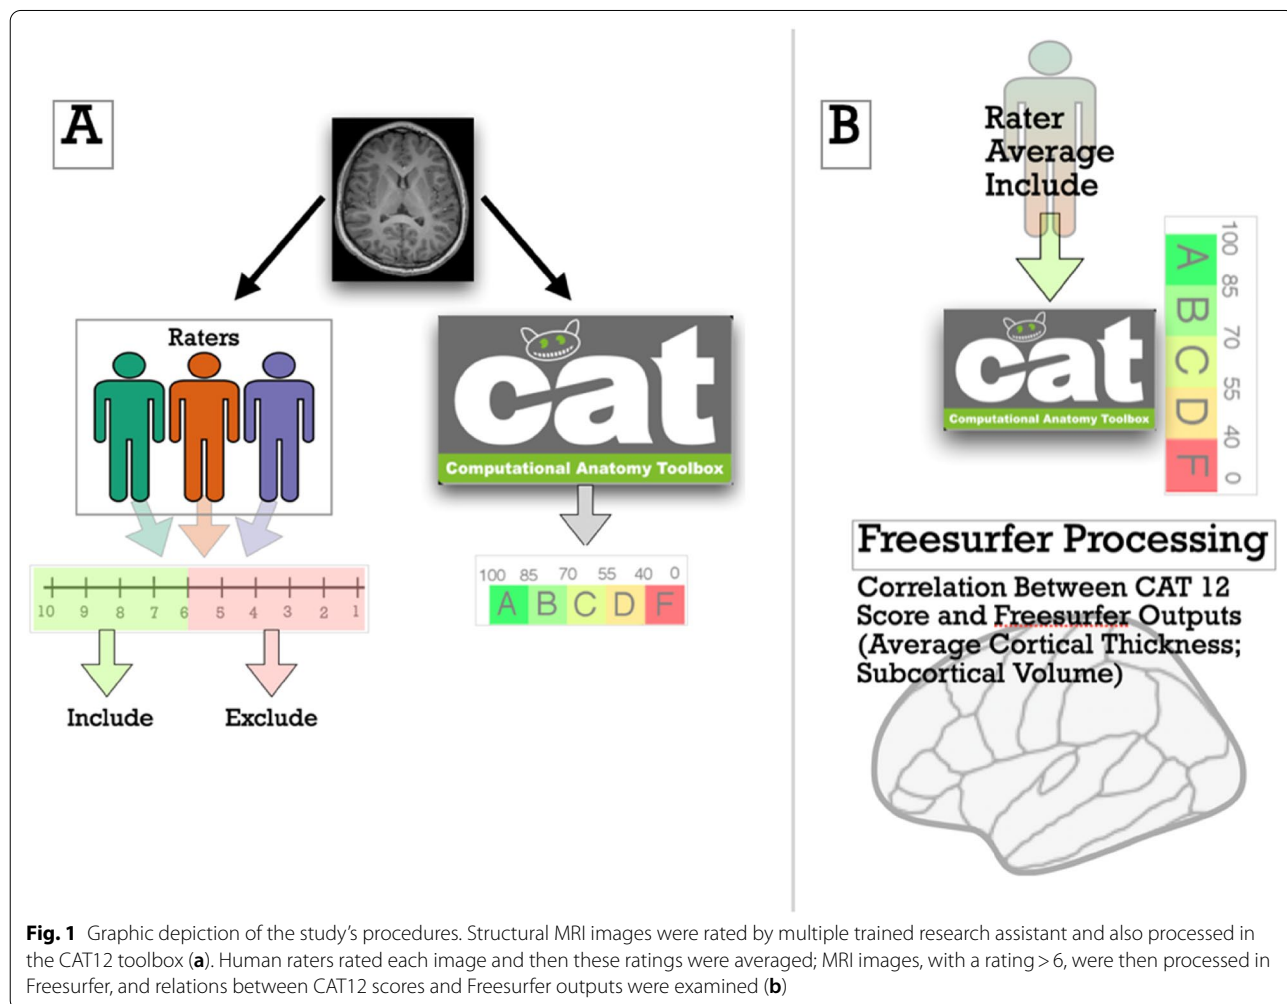 A
Raters
cat
Computational Anatomy Toolbox
10 9 8 7 6 5 4 3 2 1
Include Exclude
100 85 70 55 40 0
A B C D F
B
Rater
Average
Include
cat
Computational Anatomy Toolbox
100 85 70 55 40 0
A B C D F
Freesurfer Processing
Correlation Between CAT 12
Score and Freesurfer Outputs
(Average Cortical Thickness;
Subcortical Volume)
Fig. 1 Graphic depiction of the study's procedures. Structural MRI images were rated by multiple trained research assistant and also processed in
the CAT12 toolbox (a). Human raters rated each image and then these ratings were averaged; MRI images, with a rating > 6, were then processed in
Freesurfer, and relations between CAT12 scores and Freesurfer outputs were examined (b)